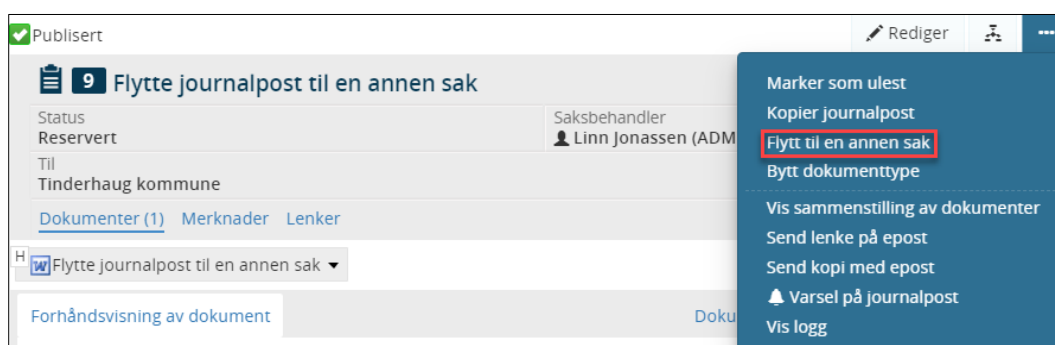 Publisert
Rediger
9 Flytte journalpost til en annen sak
Status
Reservert
Saksbehandler
Linn Jonassen (ADM
Til
Tinderhaug kommune
Dokumenter (1) Merknader Lenker
H
Flytte journalpost til en annen sak
Forhåndsvisning av dokument
Doku
Marker som ulest
Kopier journalpost
Flytt til en annen sak
Bytt dokumenttype
Vis sammenstilling av dokumenter
Send lenke på epost
Send kopi med epost
Varsel på journalpost
Vis logg